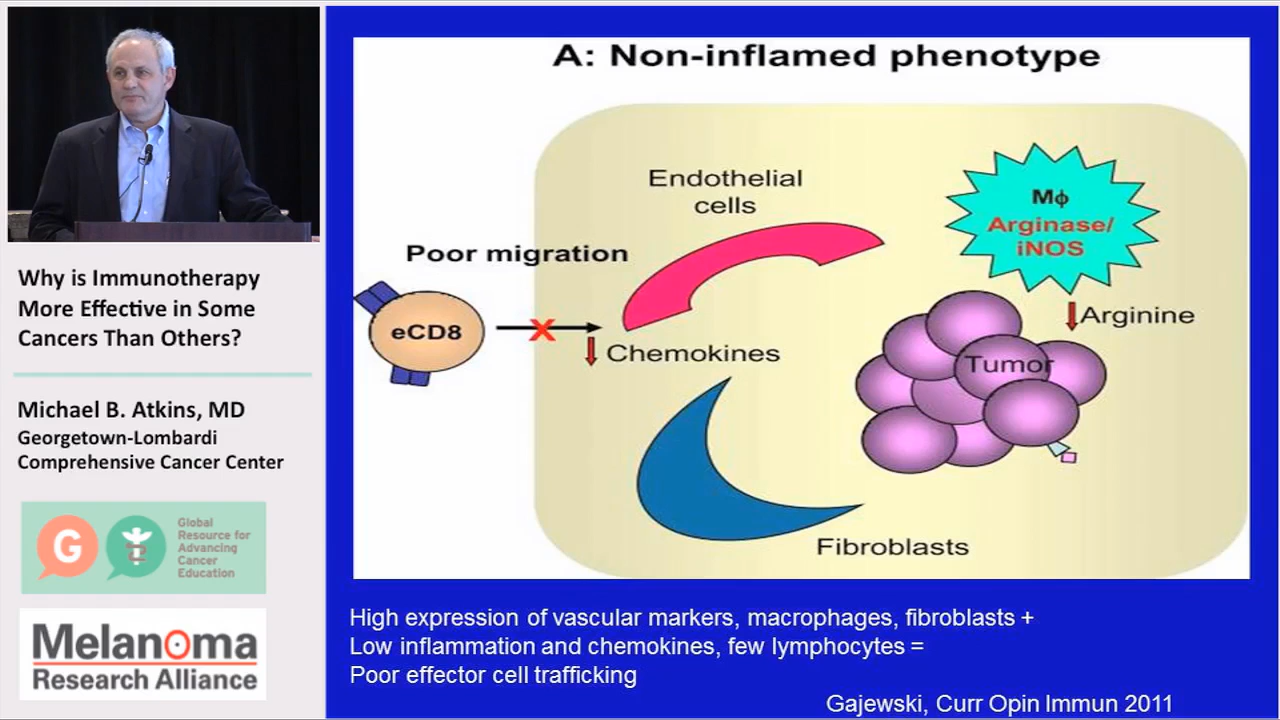 Why is Immunotherapy
More Effective in Some
Cancers Than Others?
Michael B. Atkins, MD
Georgetown-Lombardi
Comprehensive Cancer Center
G
Global
Resource for
Advancing
Cancer
Education
Melanoma
Research Alliance
A: Non-inflamed phenotype
Endothelial
cells
Mϕ
Arginase/
iNOS
Poor migration
Arginine
eCD8
X
Chemokines
Tumor
Fibroblasts
High expression of vascular markers, macrophages, fibroblasts +
Low inflammation and chemokines, few lymphocytes =
Poor effector cell trafficking
Gajewski, Curr Opin Immun 2011